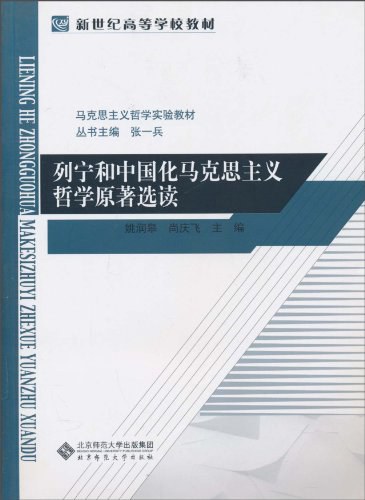 新世纪高等学校教材
马克思主义哲学实验教材
丛书主编 张一兵
列宁和中国化马克思主义
哲学原著选读
姚润皋 尚庆飞 主 编
LIENING HE ZHONGGUOHUA MAKESIZHUYI ZHEXUE YUANZHU XUANDU
北京师范大学出版集团
北京师范大学出版社